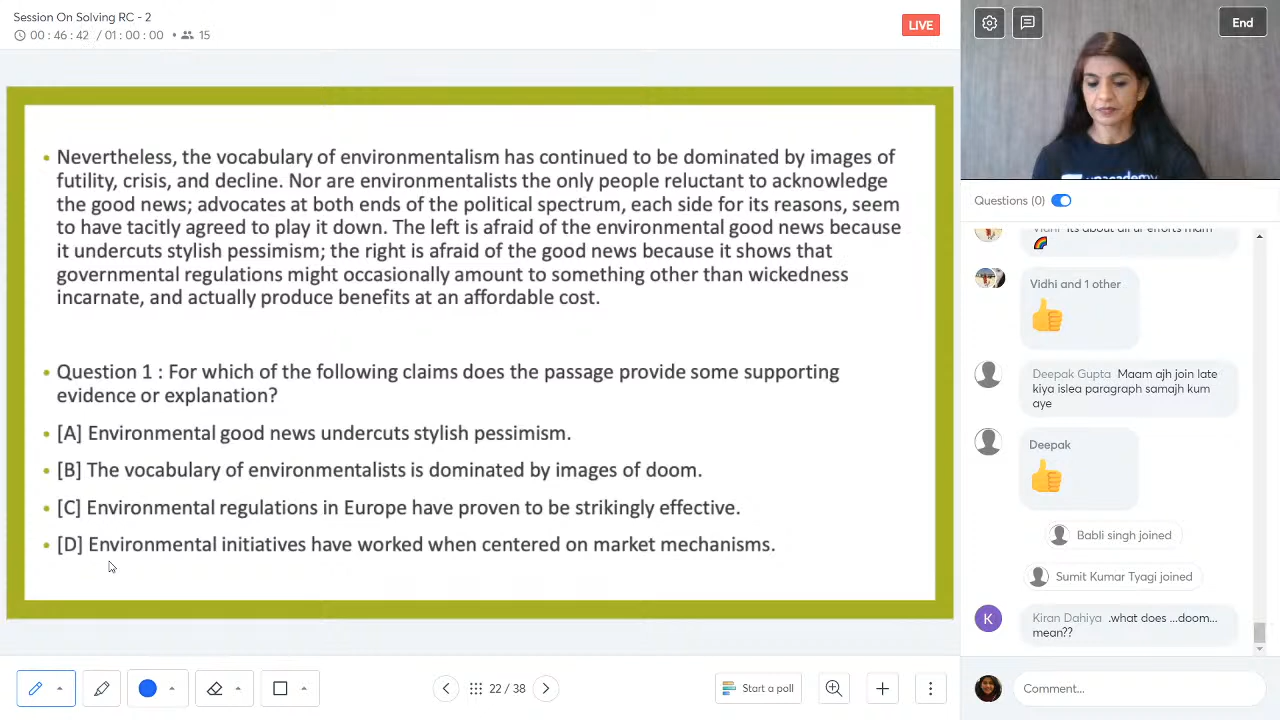 Session On Solving RC - 2
00 : 46 : 42 / 01 : 00 : 00 • 15
LIVE
End
• Nevertheless, the vocabulary of environmentalism has continued to be dominated by images of
futility, crisis, and decline. Nor are environmentalists the only people reluctant to acknowledge
the good news; advocates at both ends of the political spectrum, each side for its reasons, seem
to have tacitly agreed to play it down. The left is afraid of the environmental good news because
it undercuts stylish pessimism; the right is afraid of the good news because it shows that
governmental regulations might occasionally amount to something other than wickedness
incarnate, and actually produce benefits at an affordable cost.
• Question 1 : For which of the following claims does the passage provide some supporting
evidence or explanation?
• [A] Environmental good news undercuts stylish pessimism.
• [B] The vocabulary of environmentalists is dominated by images of doom.
• [C] Environmental regulations in Europe have proven to be strikingly effective.
• [D] Environmental initiatives have worked when centered on market mechanisms.
Questions (0)
Vidhi Its about all ur efforts mam
Vidhi and 1 other
Deepak Gupta Maam ajh join late
kiya islea paragraph samajh kum
aye
Deepak
Babli singh joined
Sumit Kumar Tyagi joined
K
Kiran Dahiya .what does ...doom...
mean??
22 / 38
Start a poll
Comment...